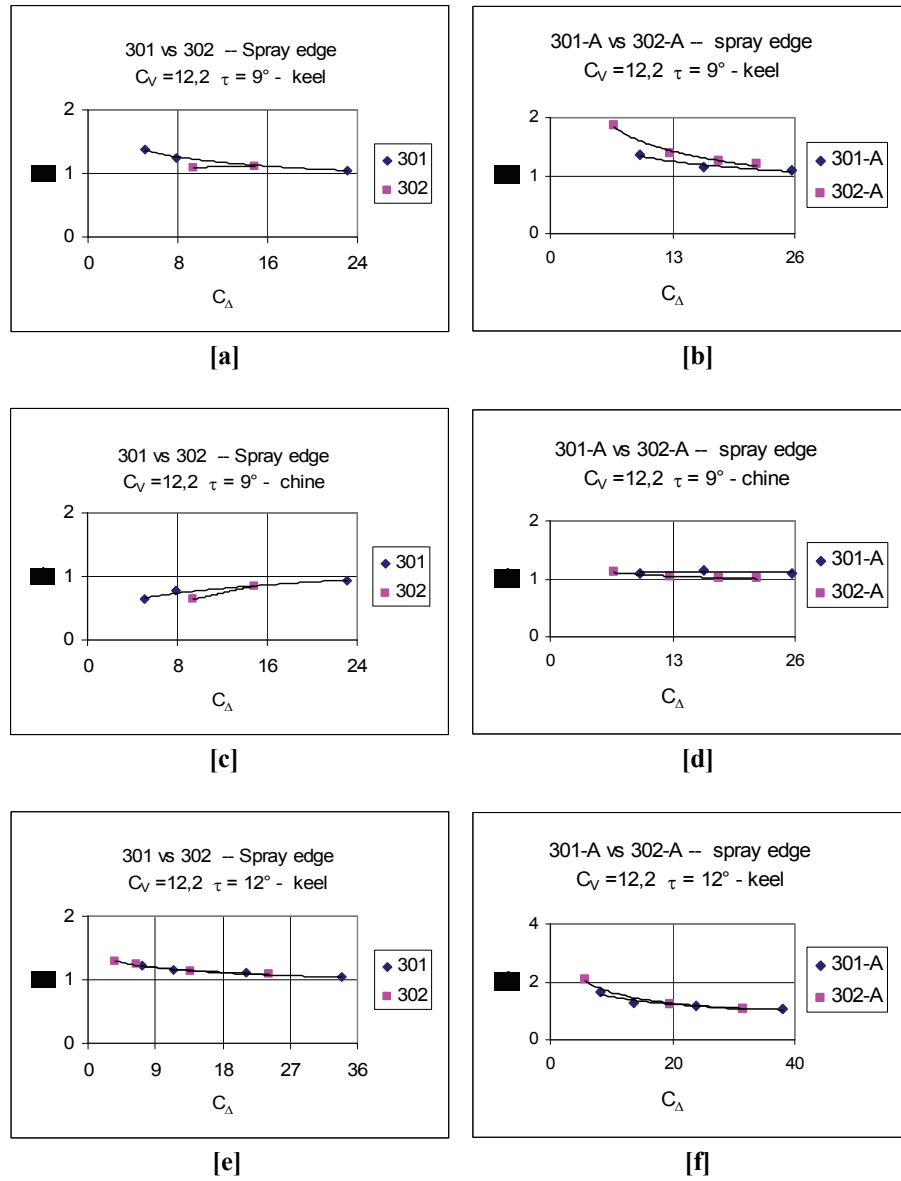 301 vs 302 -- Spray edge
C_V =12,2 τ = 9° - keel
2
1
0
0 8 16 24
C_Δ
301
302
[a]
301-A vs 302-A -- spray edge
C_V =12,2 τ = 9° - keel
2
1
0
0 13 26
C_Δ
301-A
302-A
[b]
301 vs 302 -- Spray edge
C_V =12,2 τ = 9° - chine
2
1
0
0 8 16 24
C_Δ
301
302
[c]
301-A vs 302-A -- spray edge
C_V =12,2 τ = 9° - chine
2
1
0
0 13 26
C_Δ
301-A
302-A
[d]
301 vs 302 -- Spray edge
C_V =12,2 τ = 12° - keel
2
1
0
0 9 18 27 36
C_Δ
301
302
[e]
301-A vs 302-A -- spray edge
C_V =12,2 τ = 12° - keel
4
2
0
0 20 40
C_Δ
301-A
302-A
[f]